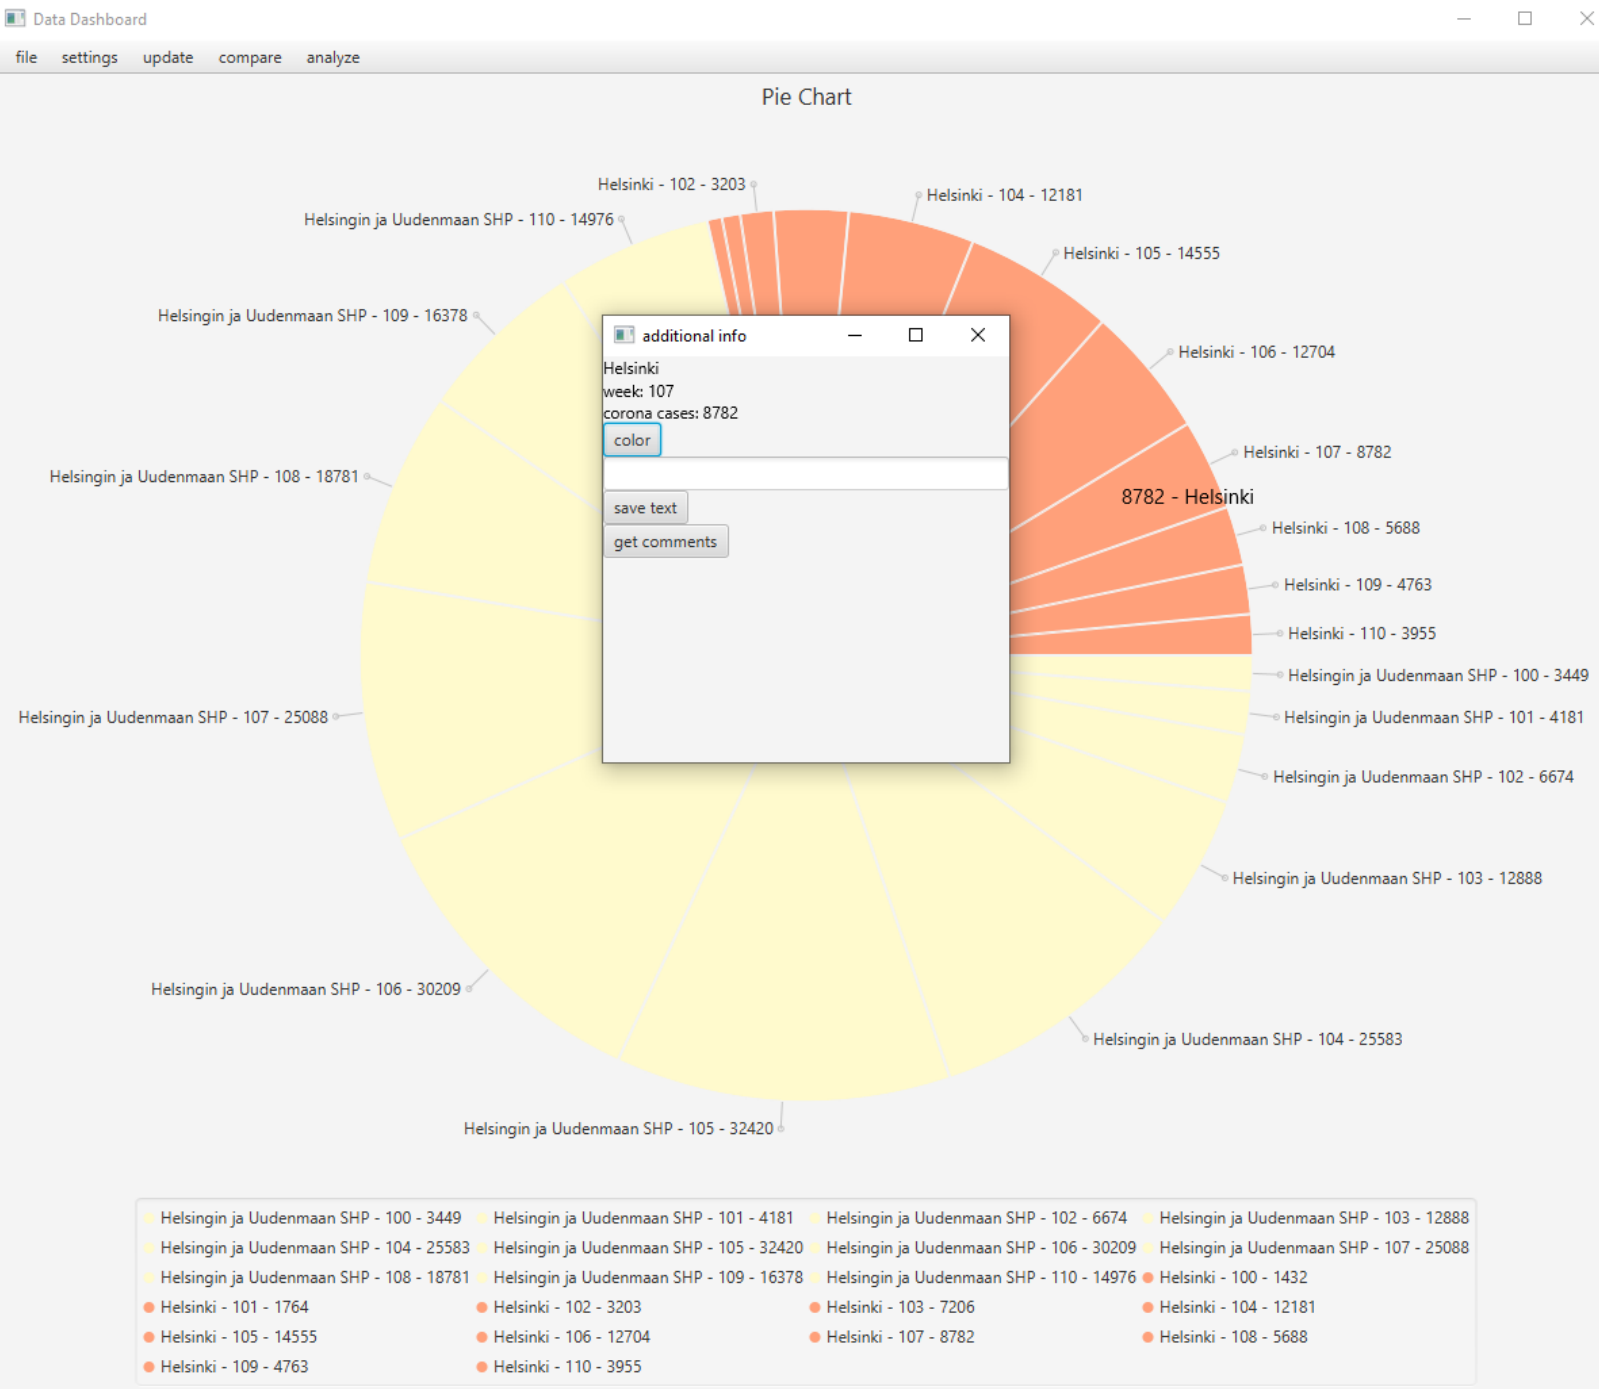 Data Dashboard
file settings update compare analyze
Pie Chart
Helsinki - 102 - 3203
Helsinki - 104 - 12181
Helsingin ja Uudenmaan SHP - 110 - 14976
Helsinki - 105 - 14555
Helsingin ja Uudenmaan SHP - 109 - 16378
Helsinki - 106 - 12704
additional info
Helsinki
week: 107
corona cases: 8782
color
save text
get comments
Helsinki - 107 - 8782
Helsingin ja Uudenmaan SHP - 108 - 18781
8782 - Helsinki
Helsinki - 108 - 5688
Helsinki - 109 - 4763
Helsinki - 110 - 3955
Helsingin ja Uudenmaan SHP - 100 - 3449
Helsingin ja Uudenmaan SHP - 107 - 25088
Helsingin ja Uudenmaan SHP - 101 - 4181
Helsingin ja Uudenmaan SHP - 102 - 6674
Helsingin ja Uudenmaan SHP - 103 - 12888
Helsingin ja Uudenmaan SHP - 106 - 30209
Helsingin ja Uudenmaan SHP - 104 - 25583
Helsingin ja Uudenmaan SHP - 105 - 32420
Helsingin ja Uudenmaan SHP - 100 - 3449 Helsingin ja Uudenmaan SHP - 101 - 4181 Helsingin ja Uudenmaan SHP - 102 - 6674 Helsingin ja Uudenmaan SHP - 103 - 12888
Helsingin ja Uudenmaan SHP - 104 - 25583 Helsingin ja Uudenmaan SHP - 105 - 32420 Helsingin ja Uudenmaan SHP - 106 - 30209 Helsingin ja Uudenmaan SHP - 107 - 25088
Helsingin ja Uudenmaan SHP - 108 - 18781 Helsingin ja Uudenmaan SHP - 109 - 16378 Helsingin ja Uudenmaan SHP - 110 - 14976 Helsinki - 100 - 1432
Helsinki - 101 - 1764 Helsinki - 102 - 3203 Helsinki - 103 - 7206 Helsinki - 104 - 12181
Helsinki - 105 - 14555 Helsinki - 106 - 12704 Helsinki - 107 - 8782 Helsinki - 108 - 5688
Helsinki - 109 - 4763 Helsinki - 110 - 3955